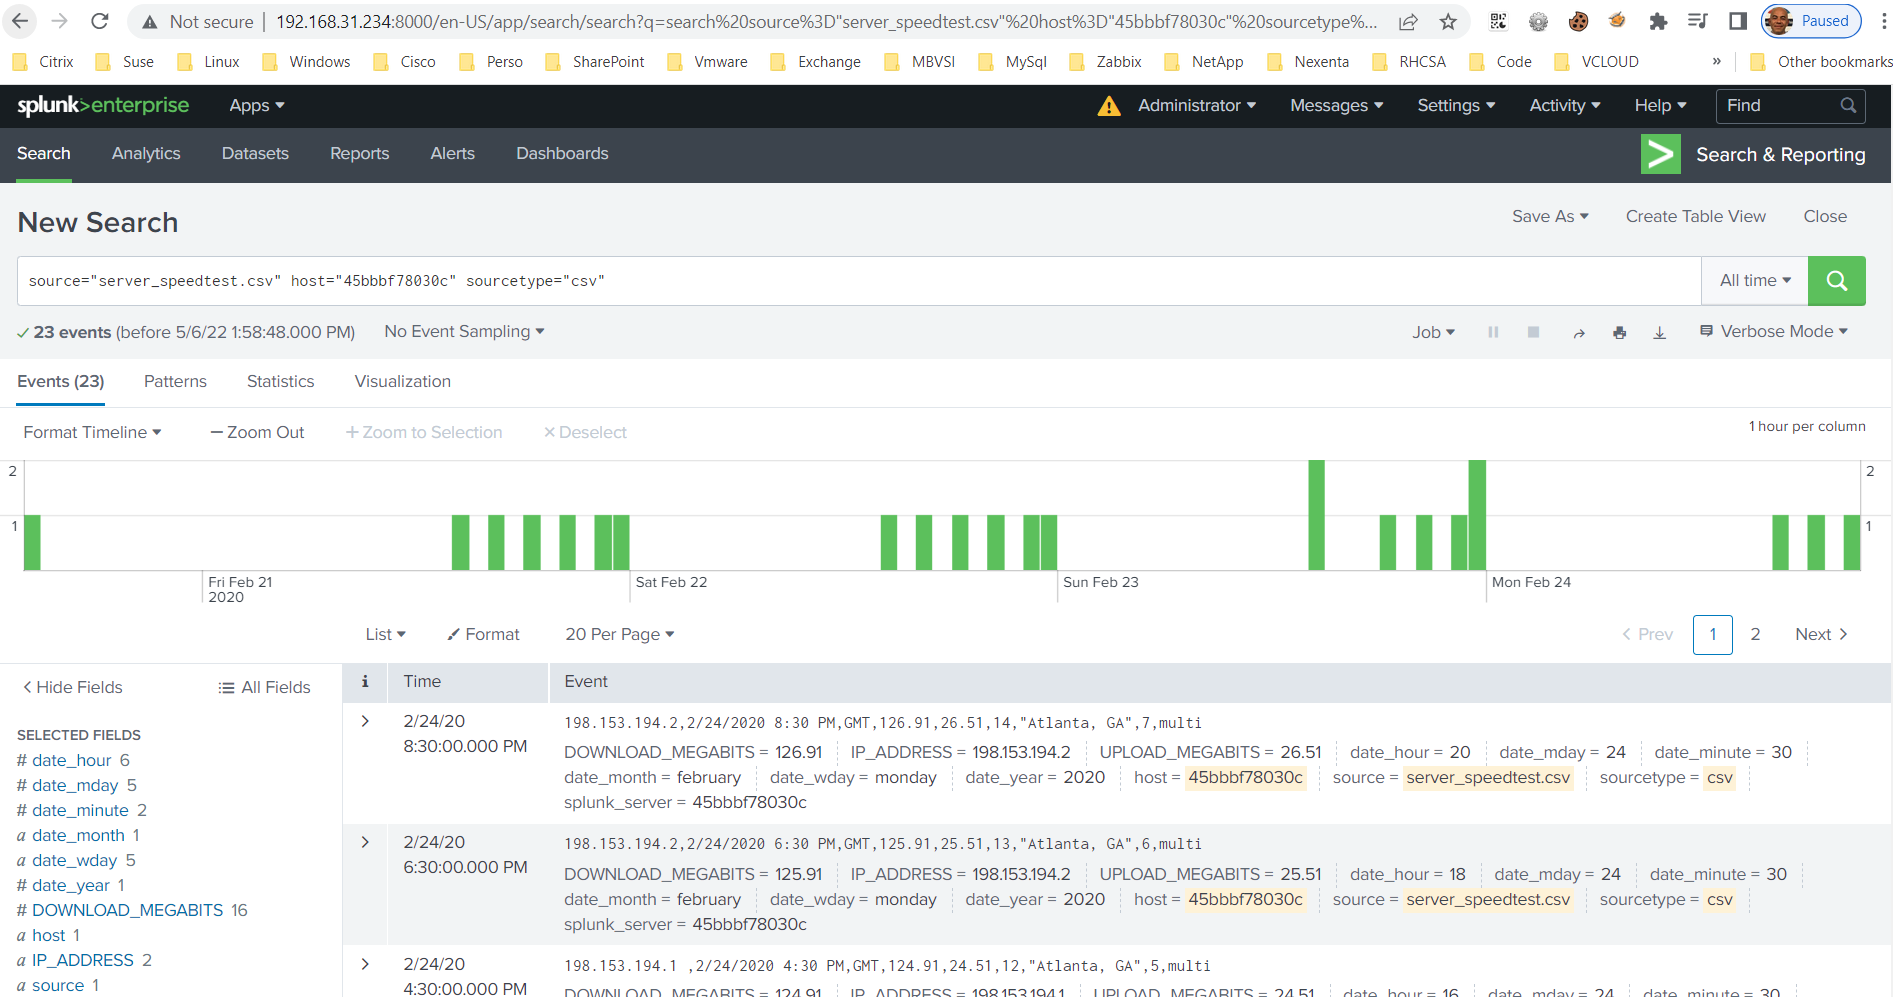 Not secure | 192.168.31.234:8000/en-US/app/search/search?q=search%20source%3D"server_speedtest.csv"%20host%3D"45bbbf78030c"%20sourcetype%... Paused
Citrix Suse Linux Windows Cisco Perso SharePoint Vmware Exchange MBVSI MySql Zabbix NetApp Nexenta RHCSA Code VCLOUD » Other bookmarks
splunk>enterprise Apps Administrator Messages Settings Activity Help Find
Search Analytics Datasets Reports Alerts Dashboards > Search & Reporting
New Search Save As Create Table View Close
source="server_speedtest.csv" host="45bbbf78030c" sourcetype="csv" All time
23 events (before 5/6/22 1:58:48.000 PM) No Event Sampling Job Verbose Mode
Events (23) Patterns Statistics Visualization
Format Timeline — Zoom Out + Zoom to Selection × Deselect 1 hour per column
2 2
1 1
Fri Feb 21 Sat Feb 22 Sun Feb 23 Mon Feb 24
2020
List Format 20 Per Page < Prev 1 2 Next >
< Hide Fields All Fields i Time Event
SELECTED FIELDS
# date_hour 6
# date_mday 5
# date_minute 2
a date_month 1
a date_wday 5
# date_year 1
# DOWNLOAD_MEGABITS 16
a host 1
a IP_ADDRESS 2
a source 1
> 2/24/20 198.153.194.2,2/24/2020 8:30 PM,GMT,126.91,26.51,14,"Atlanta, GA",7,multi
8:30:00.000 PM DOWNLOAD_MEGABITS = 126.91 IP_ADDRESS = 198.153.194.2 UPLOAD_MEGABITS = 26.51 date_hour = 20 date_mday = 24 date_minute = 30
date_month = february date_wday = monday date_year = 2020 host = 45bbbf78030c source = server_speedtest.csv sourcetype = csv
splunk_server = 45bbbf78030c
> 2/24/20 198.153.194.2,2/24/2020 6:30 PM,GMT,125.91,25.51,13,"Atlanta, GA",6,multi
6:30:00.000 PM DOWNLOAD_MEGABITS = 125.91 IP_ADDRESS = 198.153.194.2 UPLOAD_MEGABITS = 25.51 date_hour = 18 date_mday = 24 date_minute = 30
date_month = february date_wday = monday date_year = 2020 host = 45bbbf78030c source = server_speedtest.csv sourcetype = csv
splunk_server = 45bbbf78030c
> 2/24/20 198.153.194.1 ,2/24/2020 4:30 PM,GMT,124.91,24.51,12,"Atlanta, GA",5,multi
4:30:00.000 PM DOWNLOAD_MEGABITS = 124.91 IP_ADDRESS = 198.153.194.1 UPLOAD_MEGABITS = 24.51 date_hour = 16 date_mday = 24 date_minute = 30